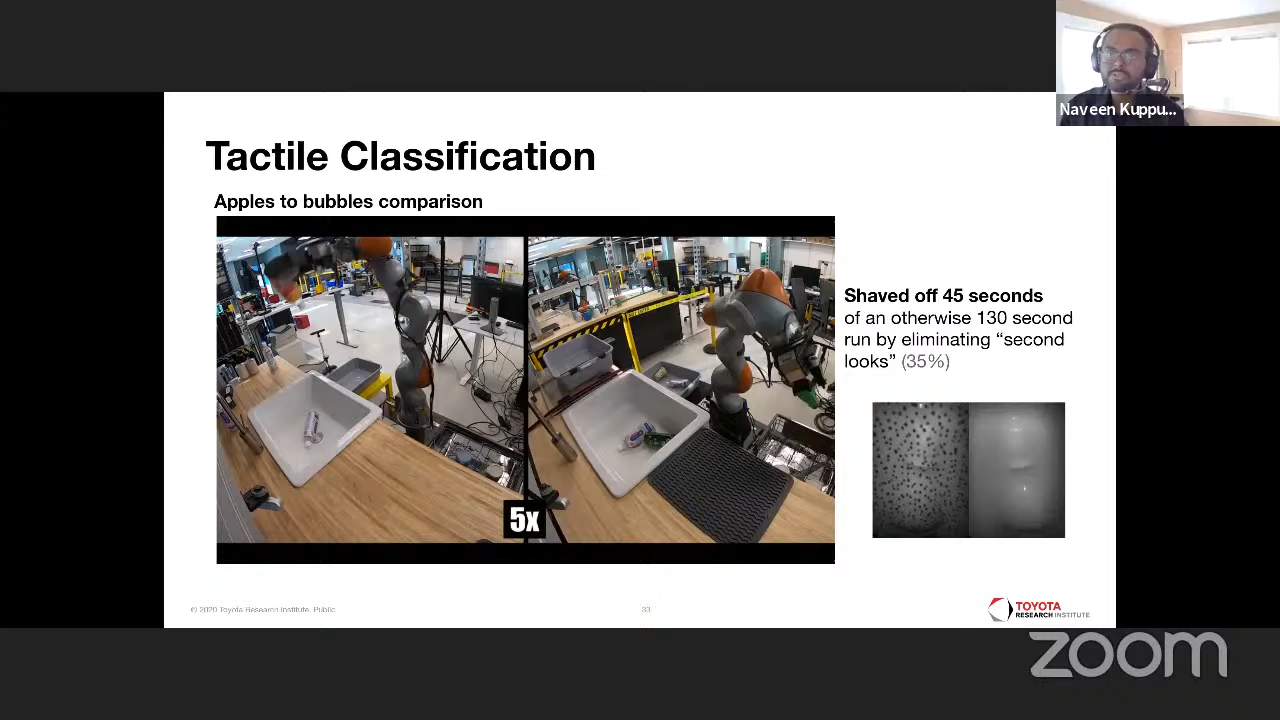 Naveen Kuppu...
Tactile Classification
Apples to bubbles comparison
Shaved off 45 seconds
of an otherwise 130 second
run by eliminating “second
looks” (35%)
5x
© 2020 Toyota Research Institute. Public
33
TOYOTA
RESEARCH INSTITUTE
zoom